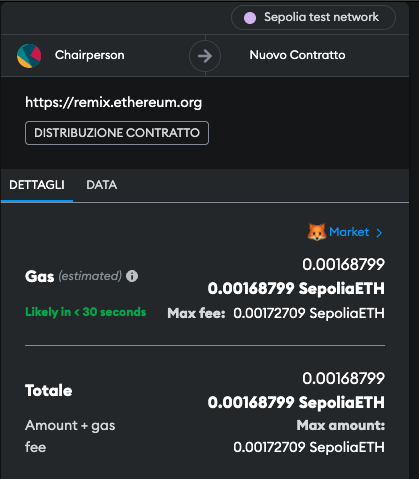 Sepolia test network
Chairperson
Nuovo Contratto
https://remix.ethereum.org
DISTRIBUZIONE CONTRATTO
DETTAGLI DATA
Market >
0.00168799
Gas (estimated) i 0.00168799 SepoliaETH
Likely in < 30 seconds Max fee: 0.00172709 SepoliaETH
0.00168799
Totale 0.00168799 SepoliaETH
Amount + gas Max amount:
fee 0.00172709 SepoliaETH